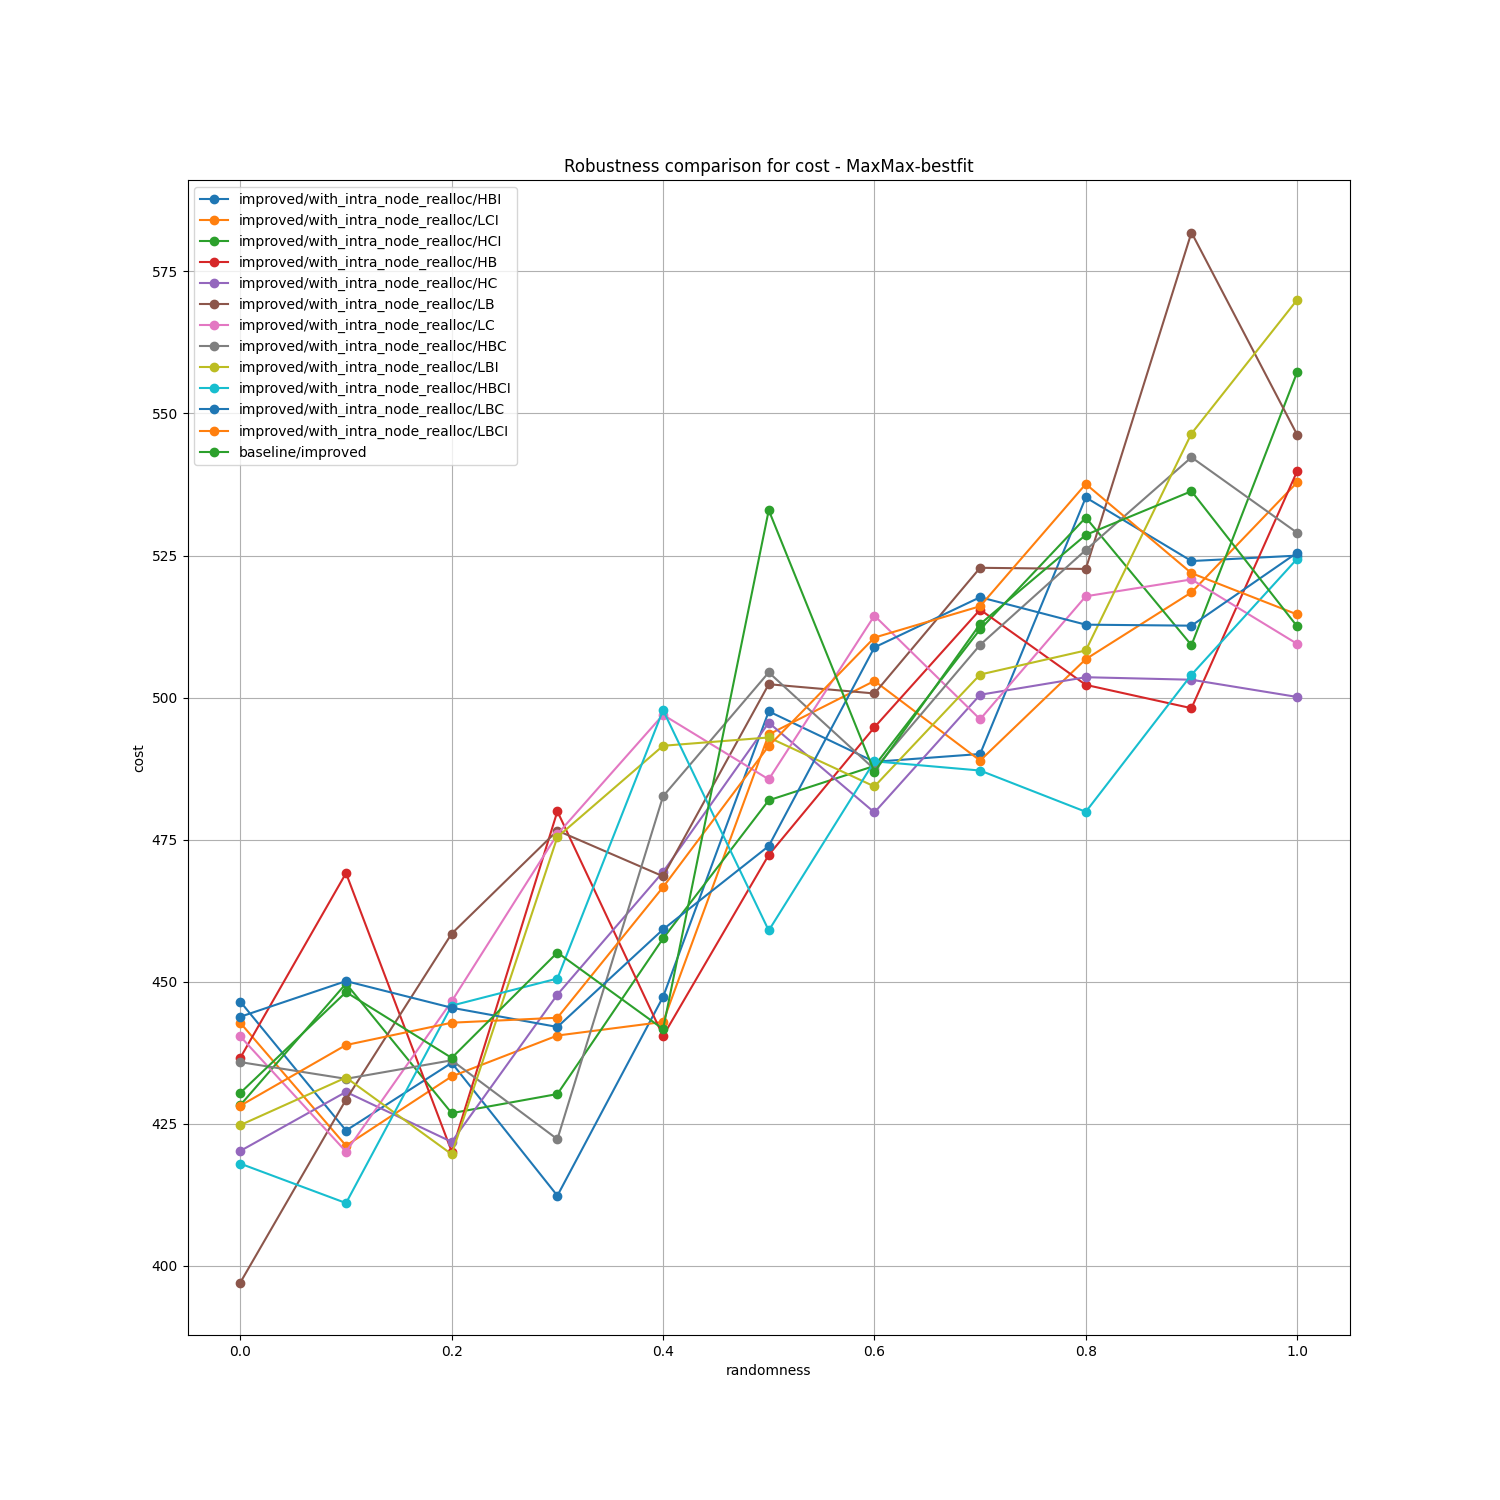 Robustness comparison for cost - MaxMax-bestfit
improved/with_intra_node_realloc/HBI
improved/with_intra_node_realloc/LCI
improved/with_intra_node_realloc/HCI
improved/with_intra_node_realloc/HB
improved/with_intra_node_realloc/HC
improved/with_intra_node_realloc/LB
improved/with_intra_node_realloc/LC
improved/with_intra_node_realloc/HBC
improved/with_intra_node_realloc/LBI
improved/with_intra_node_realloc/HBCI
improved/with_intra_node_realloc/LBC
improved/with_intra_node_realloc/LBCI
baseline/improved
575
550
525
500
475
450
425
400
cost
0.0 0.2 0.4 0.6 0.8 1.0
randomness